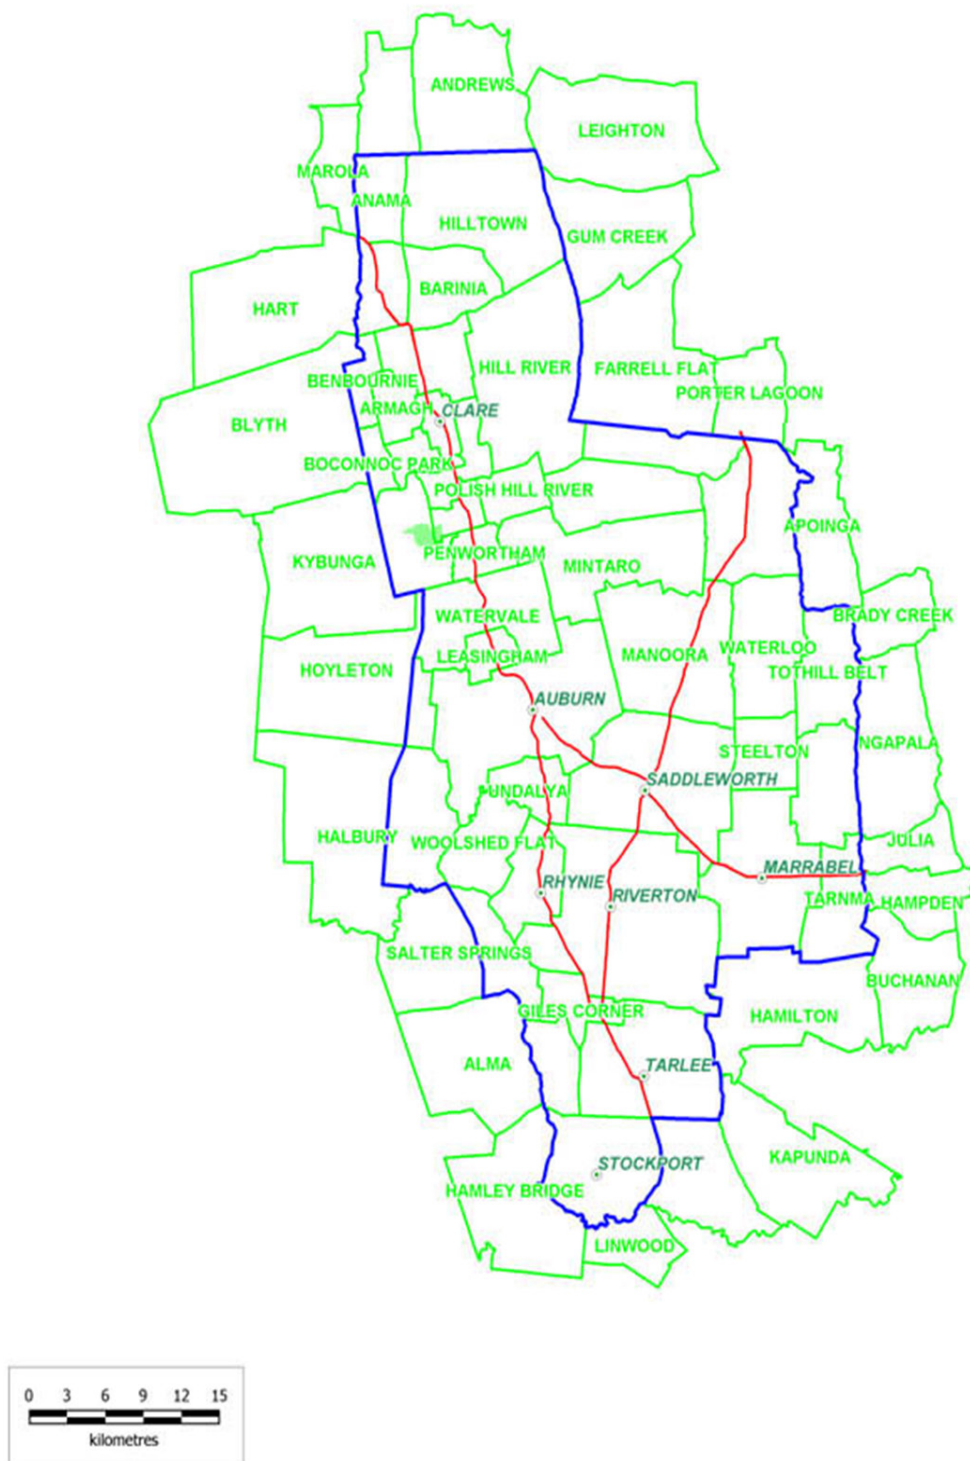 ANDREWS
LEIGHTON
MAROLA
ANAMA
HILLTOWN
GUM CREEK
BARINIA
HART
HILL RIVER
FARRELL FLAT
BENBOURNIE
PORTER LAGOON
ARMAGH
CLARE
BLYTH
BOCONNOC PARK
POLISH HILL RIVER
APOINGA
PENWORTHAM
KYBUNGA
MINTARO
WATERVALE
BRADY CREEK
WATERLOO
LEASINGHAM
MANOORA
HOYLETON
TOTHILL BELT
AUBURN
NGAPALA
STEELTON
SADDLEWORTH
UNDALYA
HALBURY
WOOLSHED FLAT
JULIA
MARRABEL
RHYNIE
RIVERTON
TARNMA
HAMPDEN
SALTER SPRINGS
BUCHANAN
GILES CORNER
HAMILTON
ALMA
TARLEE
KAPUNDA
STOCKPORT
HAMLEY BRIDGE
LINWOOD
0 3 6 9 12 15
kilometres